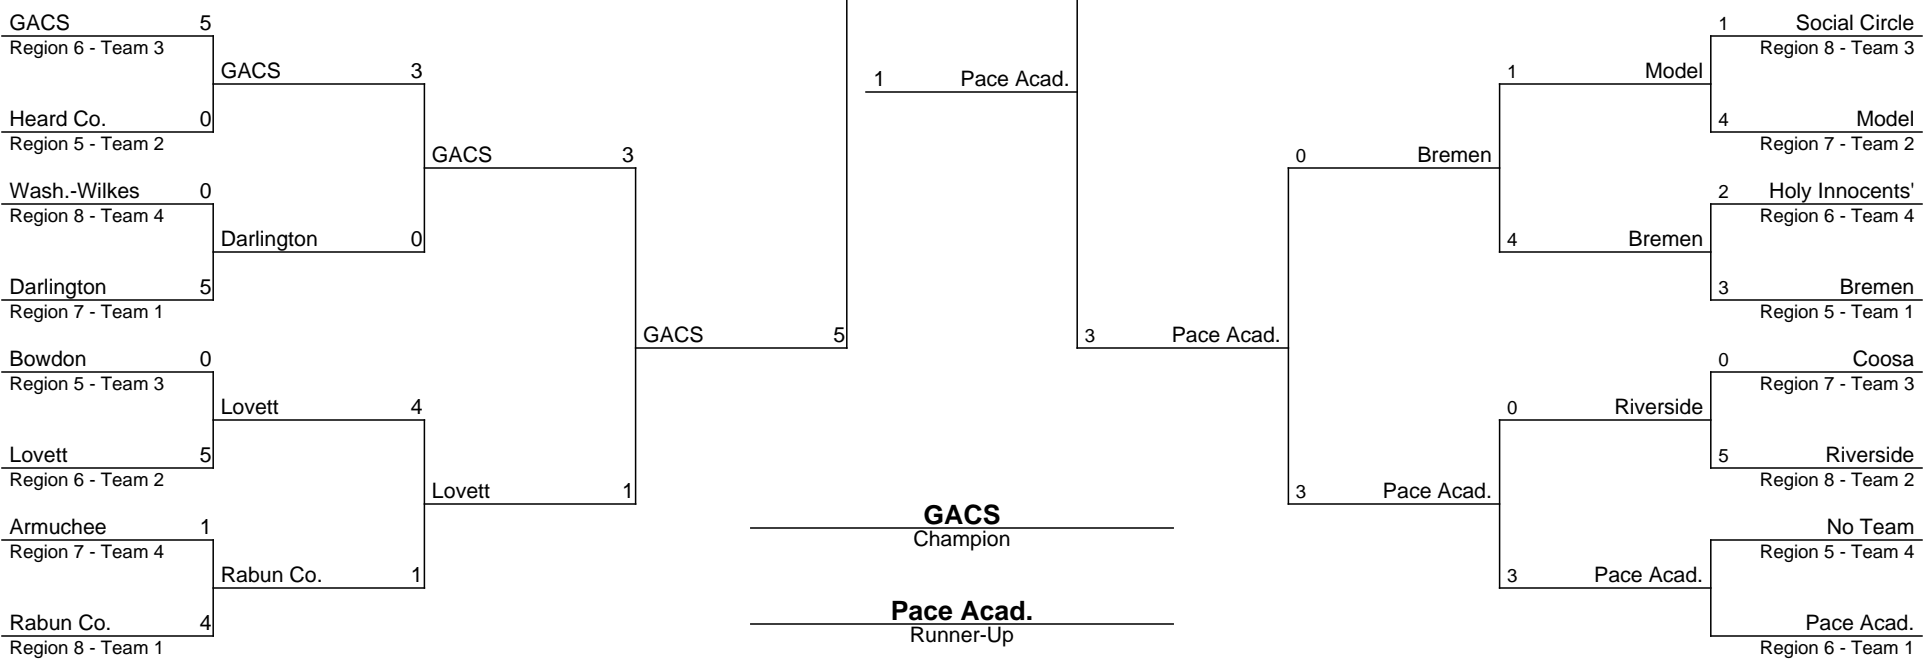 GACS 5
Region 6 - Team 3
GACS 3
Heard Co. 0
Region 5 - Team 2
GACS 3
Wash.-Wilkes 0
Region 8 - Team 4
Darlington 0
Darlington 5
Region 7 - Team 1
GACS 5
Bowdon 0
Region 5 - Team 3
Lovett 4
Lovett 5
Region 6 - Team 2
Lovett 1
Armuchee 1
Region 7 - Team 4
Rabun Co. 1
Rabun Co. 4
Region 8 - Team 1
1 Pace Acad.
3 Pace Acad.
GACS
Champion
Pace Acad.
Runner-Up
1 Social Circle
Region 8 - Team 3
1 Model
4 Model
Region 7 - Team 2
0 Bremen
2 Holy Innocents'
Region 6 - Team 4
4 Bremen
3 Bremen
Region 5 - Team 1
0 Coosa
Region 7 - Team 3
0 Riverside
5 Riverside
Region 8 - Team 2
3 Pace Acad.
No Team
Region 5 - Team 4
3 Pace Acad.
Pace Acad.
Region 6 - Team 1